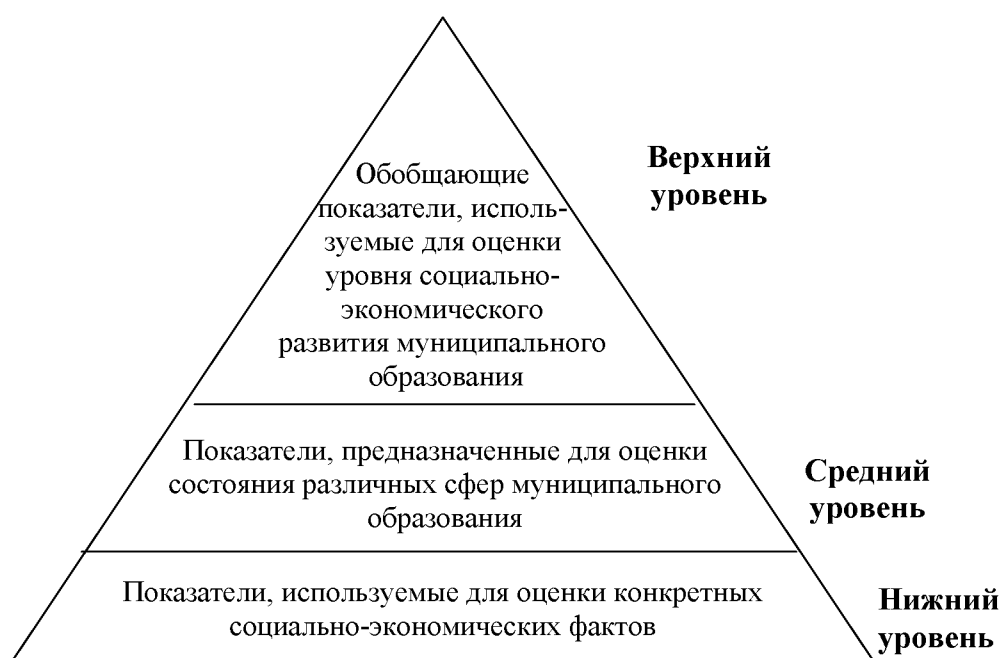 Обобщающие
показатели, исполь-
зуемые для оценки
уровня социально-
экономического
развития муниципального
образования
Верхний
уровень
Показатели, предназначенные для оценки
состояния различных сфер муниципального
образования
Средний
уровень
Показатели, используемые для оценки конкретных
социально-экономических фактов
Нижний
уровень